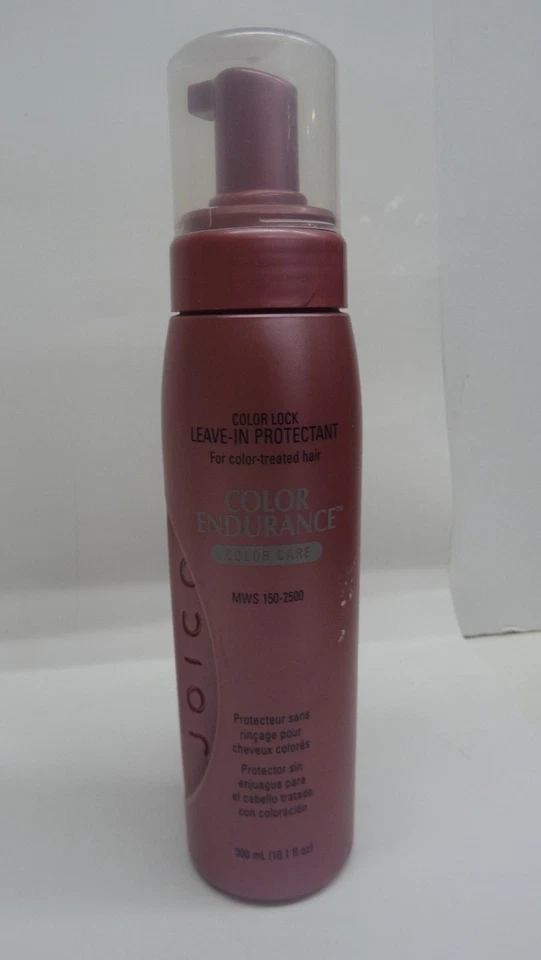 COLOR LOCK
LEAVE-IN PROTECTANT
For color-treated hair
COLOR
ENDURANCE™
COLOR CARE
MWS 150-2500
JOICO
Protecteur sans
rinçage pour
cheveux colorés
Protector sin
enjuague para
el cabello tratado
con coloración
300 mL (10.1 fl oz)